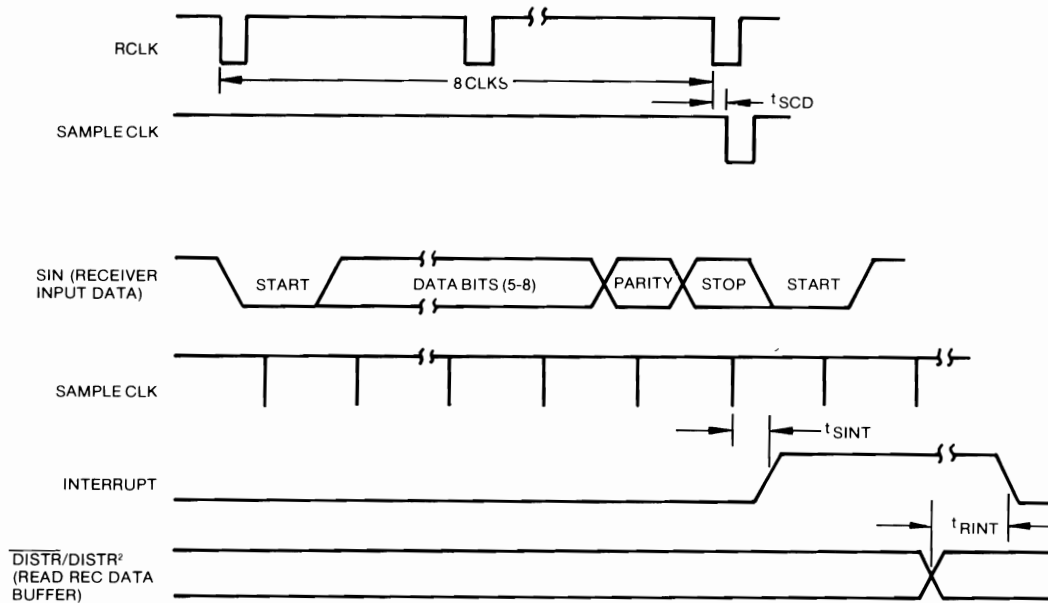 RCLK
8 CLKS
tSCD
SAMPLE CLK
SIN (RECEIVER
INPUT DATA)
START
DATA BITS (5-8)
PARITY
STOP
START
SAMPLE CLK
tSINT
INTERRUPT
tRINT
DISTR/DISTR²
(READ REC DATA
BUFFER)